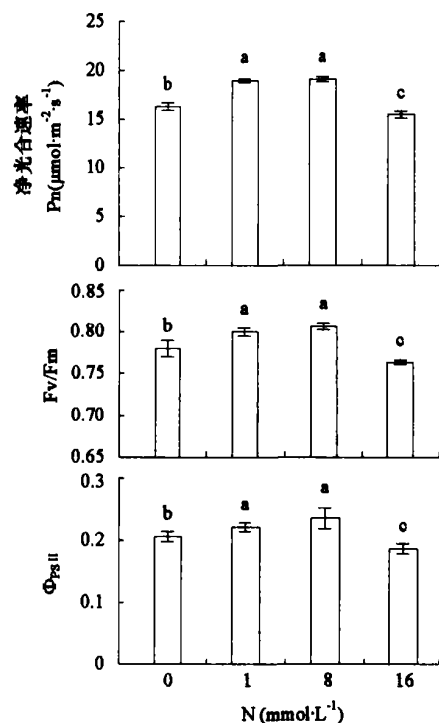 净光合速率
Pn(μmol·m⁻²s⁻¹)
25
20
15
10
5
0
b
a
a
c
Fv/Fm
0.85
0.80
0.75
0.70
0.65
b
a
a
c
Φ_PSⅡ
0.3
0.2
0.1
0
b
a
a
c
0 1 8 16
N (mmol·L⁻¹)